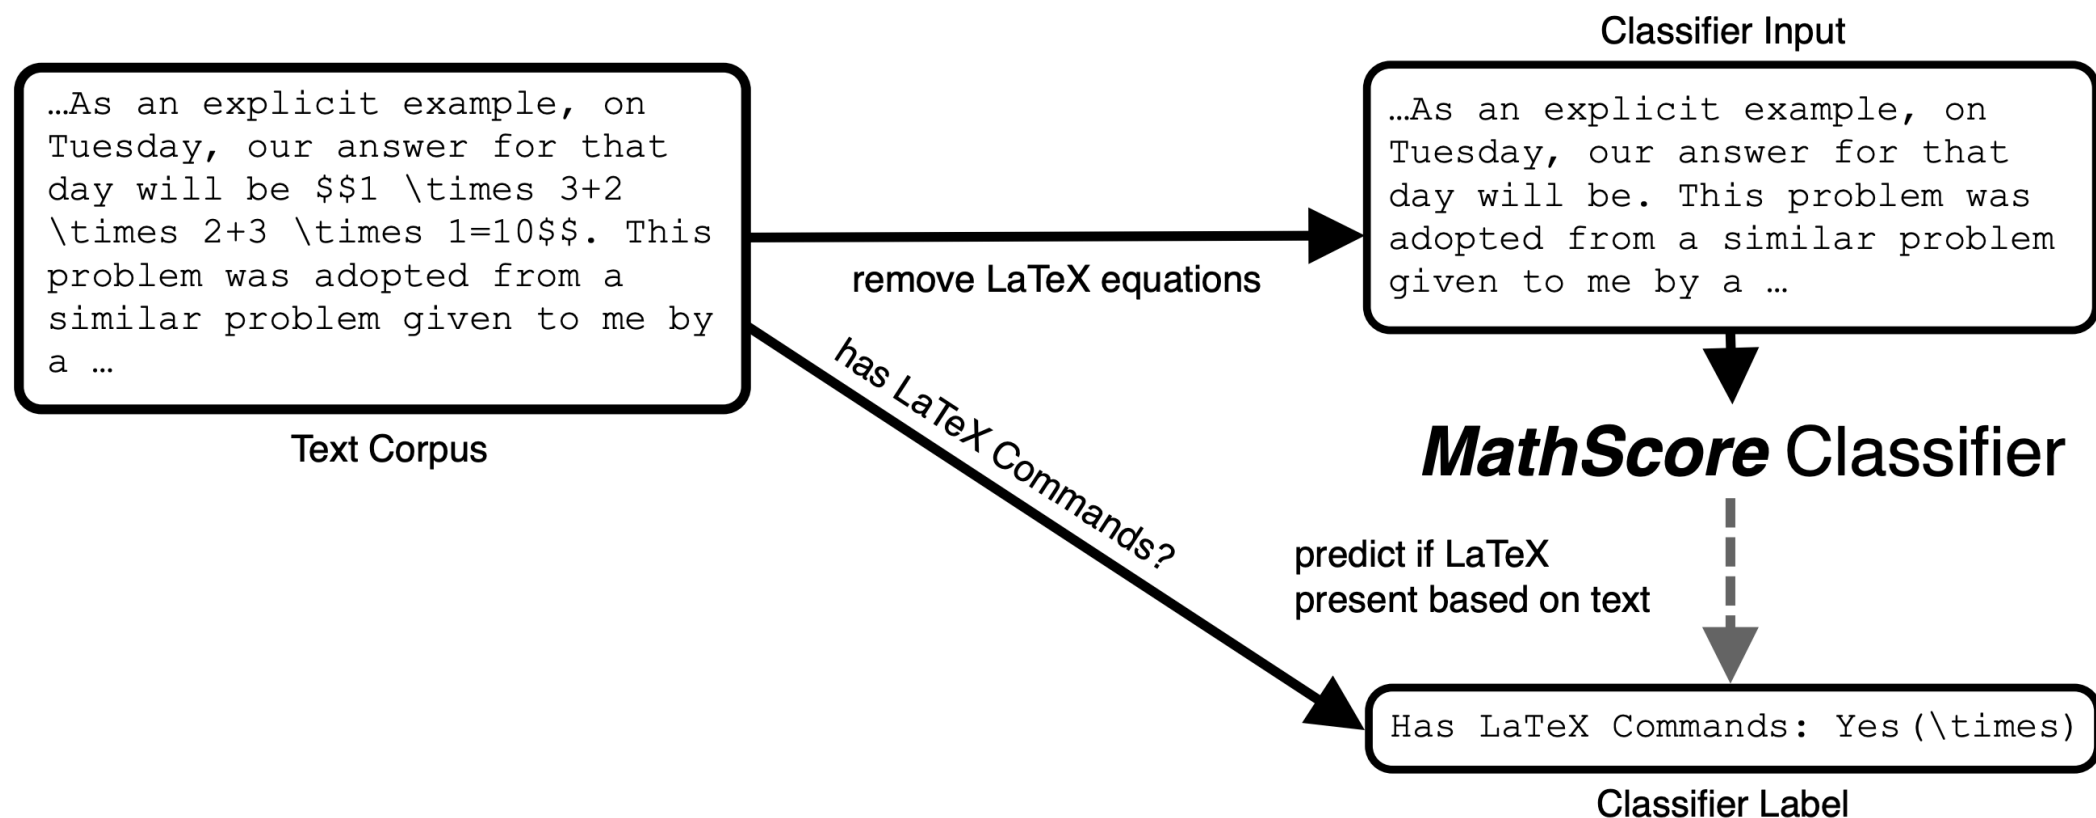 Classifier Input
…As an explicit example, on
Tuesday, our answer for that
day will be $$1 \times 3+2
\times 2+3 \times 1=10$$. This
problem was adopted from a
similar problem given to me by
a …
Text Corpus
remove LaTeX equations
has LaTeX Commands?
…As an explicit example, on
Tuesday, our answer for that
day will be. This problem was
adopted from a similar problem
given to me by a …
MathScore Classifier
predict if LaTeX
present based on text
Has LaTeX Commands: Yes (\times)
Classifier Label